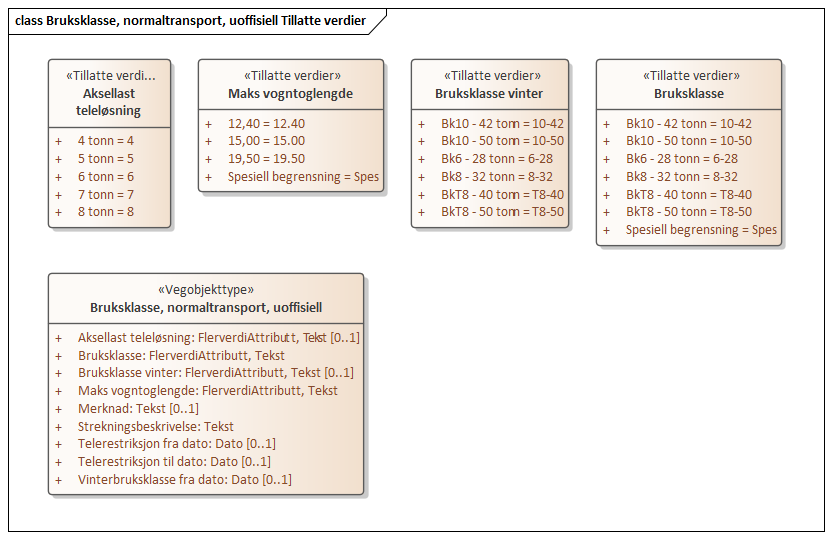 class Bruksklasse, normaltransport, uoffisiell Tillatte verdier
«Tillatte verdi...
Aksellast
teleløsning
+ 4 tonn = 4
+ 5 tonn = 5
+ 6 tonn = 6
+ 7 tonn = 7
+ 8 tonn = 8
«Tillatte verdier»
Maks vogntoglengde
+ 12,40 = 12.40
+ 15,00 = 15.00
+ 19,50 = 19.50
+ Spesiell begrensning = Spes
«Tillatte verdier»
Bruksklasse vinter
+ Bk10 - 42 tonn = 10-42
+ Bk10 - 50 tonn = 10-50
+ Bk6 - 28 tonn = 6-28
+ Bk8 - 32 tonn = 8-32
+ BkT8 - 40 tonn = T8-40
+ BkT8 - 50 tonn = T8-50
«Tillatte verdier»
Bruksklasse
+ Bk10 - 42 tonn = 10-42
+ Bk10 - 50 tonn = 10-50
+ Bk6 - 28 tonn = 6-28
+ Bk8 - 32 tonn = 8-32
+ BkT8 - 40 tonn = T8-40
+ BkT8 - 50 tonn = T8-50
+ Spesiell begrensning = Spes
«Vegobjekttype»
Bruksklasse, normaltransport, uoffisiell
+ Aksellast teleløsning: FlerverdiAttributt, Tekst [0..1]
+ Bruksklasse: FlerverdiAttributt, Tekst
+ Bruksklasse vinter: FlerverdiAttributt, Tekst [0..1]
+ Maks vogntoglengde: FlerverdiAttributt, Tekst
+ Merknad: Tekst [0..1]
+ Strekningsbeskrivelse: Tekst
+ Telerestriksjon fra dato: Dato [0..1]
+ Telerestriksjon til dato: Dato [0..1]
+ Vinterbruksklasse fra dato: Dato [0..1]